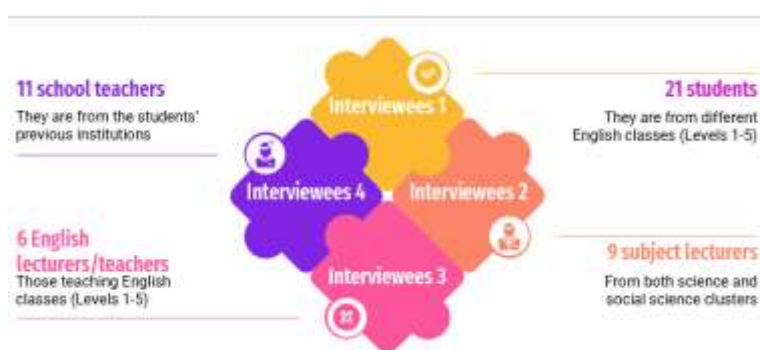 11 school teachers
They are from the students'
previous institutions
Interviewees 1
21 students
They are from different
English classes (Levels 1-5)
Interviewees 4
Interviewees 2
6 English
lecturers/teachers
Those teaching English
classes (Levels 1-5)
Interviewees 3
9 subject lecturers
From both science and
social science clusters